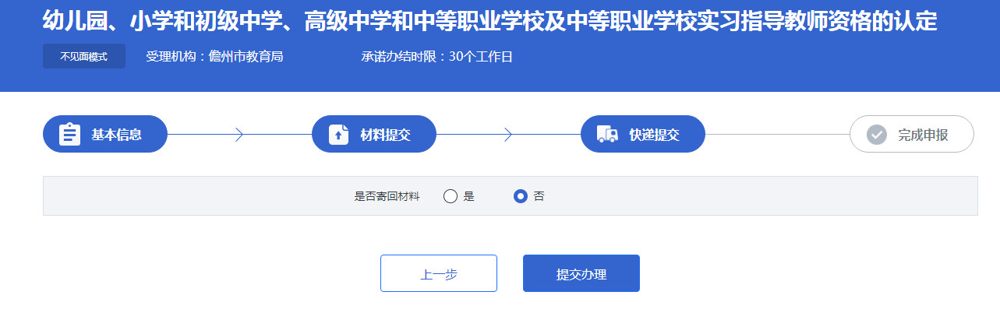 幼儿园、小学和初级中学、高级中学和中等职业学校及中等职业学校实习指导教师资格的认定
不见面模式 受理机构：儋州市教育局 承诺办结时限：30个工作日
基本信息 材料提交 快递提交 完成申报
是否寄回材料 是 否
上一步 提交办理